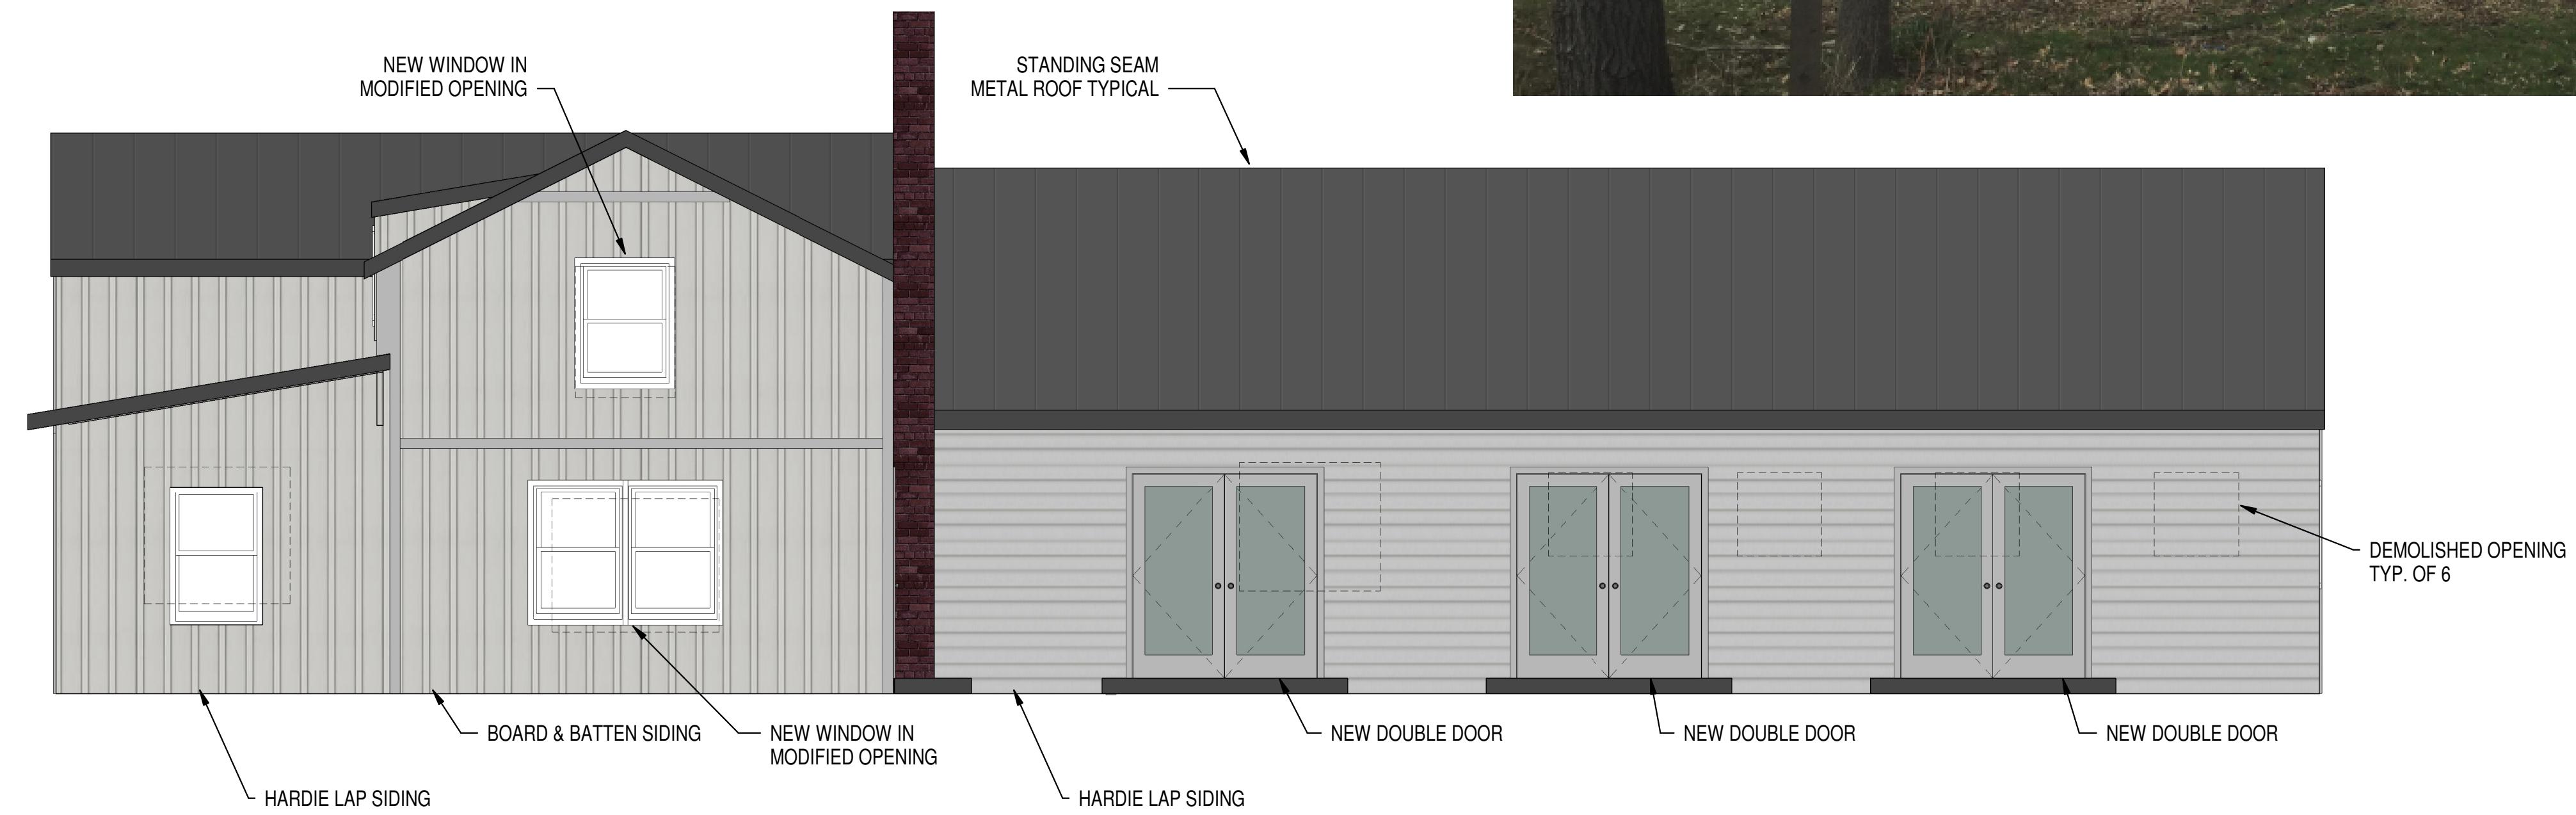 NEW WINDOW IN
MODIFIED OPENING
STANDING SEAM
METAL ROOF TYPICAL
DEMOLISHED OPENING
TYP. OF 6
BOARD & BATTEN SIDING
NEW WINDOW IN
MODIFIED OPENING
NEW DOUBLE DOOR
NEW DOUBLE DOOR
NEW DOUBLE DOOR
HARDIE LAP SIDING
HARDIE LAP SIDING